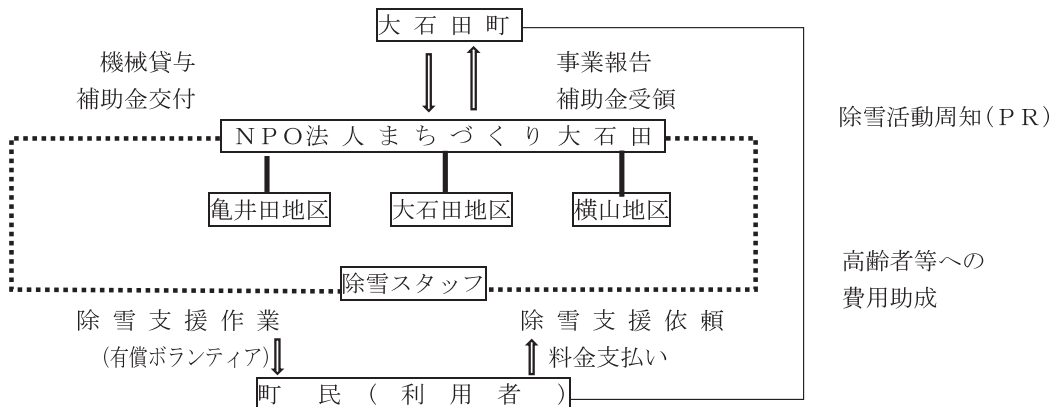 大石田町
機械貸与
補助金交付
事業報告
補助金受領
除雪活動周知(PR)
NPO法人まちづくり大石田
亀井田地区
大石田地区
横山地区
高齢者等への
費用助成
除雪スタッフ
除雪支援作業
(有償ボランティア)
除雪支援依頼
料金支払い
町民(利用者)